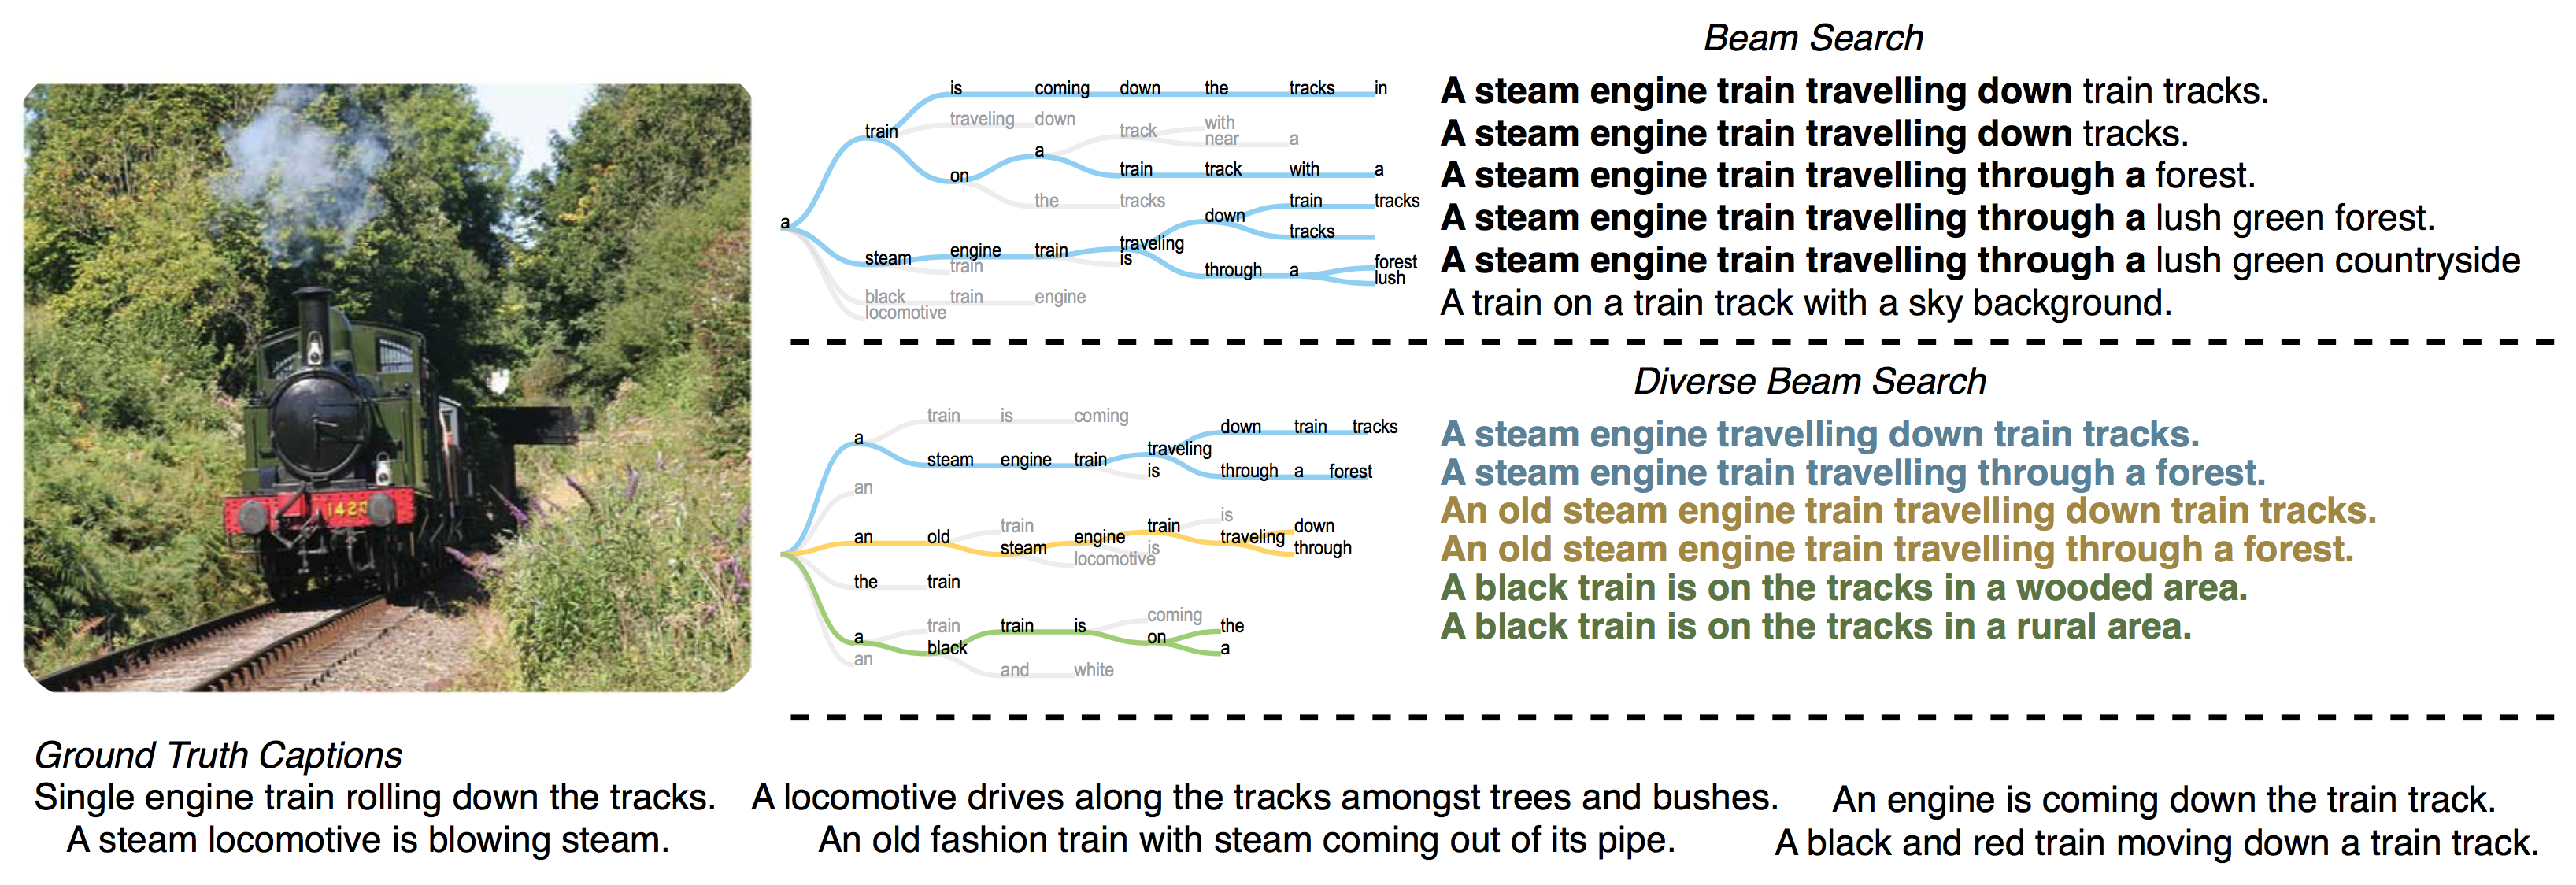 Beam Search
is coming down the tracks in
traveling down
track with
near a
train
a
on
train track with a
the tracks
train tracks
down
tracks
a
steam engine train traveling
train
is
through a forest
lush
black train engine
locomotive
A steam engine train travelling down train tracks.
A steam engine train travelling down tracks.
A steam engine train travelling through a forest.
A steam engine train travelling through a lush green forest.
A steam engine train travelling through a lush green countryside
A train on a train track with a sky background.
Diverse Beam Search
train is coming
a
down train tracks
traveling
steam engine train
is
through a forest
an
is
train
train
down
an old
engine
traveling
steam
is
through
locomotive
the train
coming
train
train is
the
a
on
black
a
an
and white
A steam engine travelling down train tracks.
A steam engine train travelling through a forest.
An old steam engine train travelling down train tracks.
An old steam engine train travelling through a forest.
A black train is on the tracks in a wooded area.
A black train is on the tracks in a rural area.
1420
Ground Truth Captions
Single engine train rolling down the tracks. A locomotive drives along the tracks amongst trees and bushes. An engine is coming down the train track.
A steam locomotive is blowing steam. An old fashion train with steam coming out of its pipe. A black and red train moving down a train track.